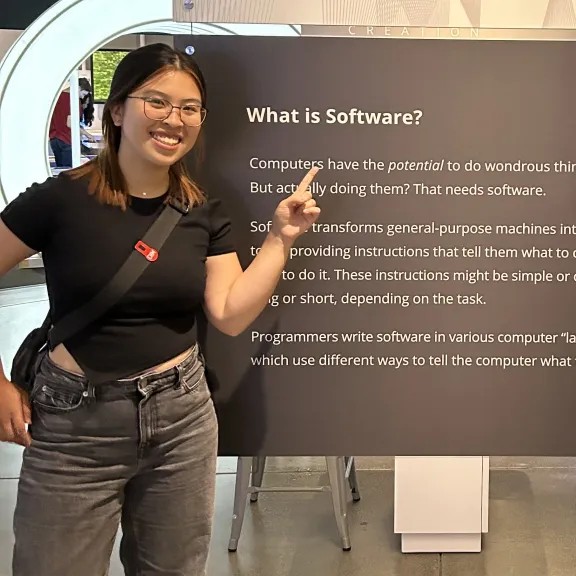 CREATION
What is Software?
Computers have the potential to do wondrous
But actually doing them? That needs software.
transforms general-purpose machines
providing instructions that tell them what to
to do it. These instructions might be simple or
or short, depending on the task.
Programmers write software in various computer
which use different ways to tell the computer what